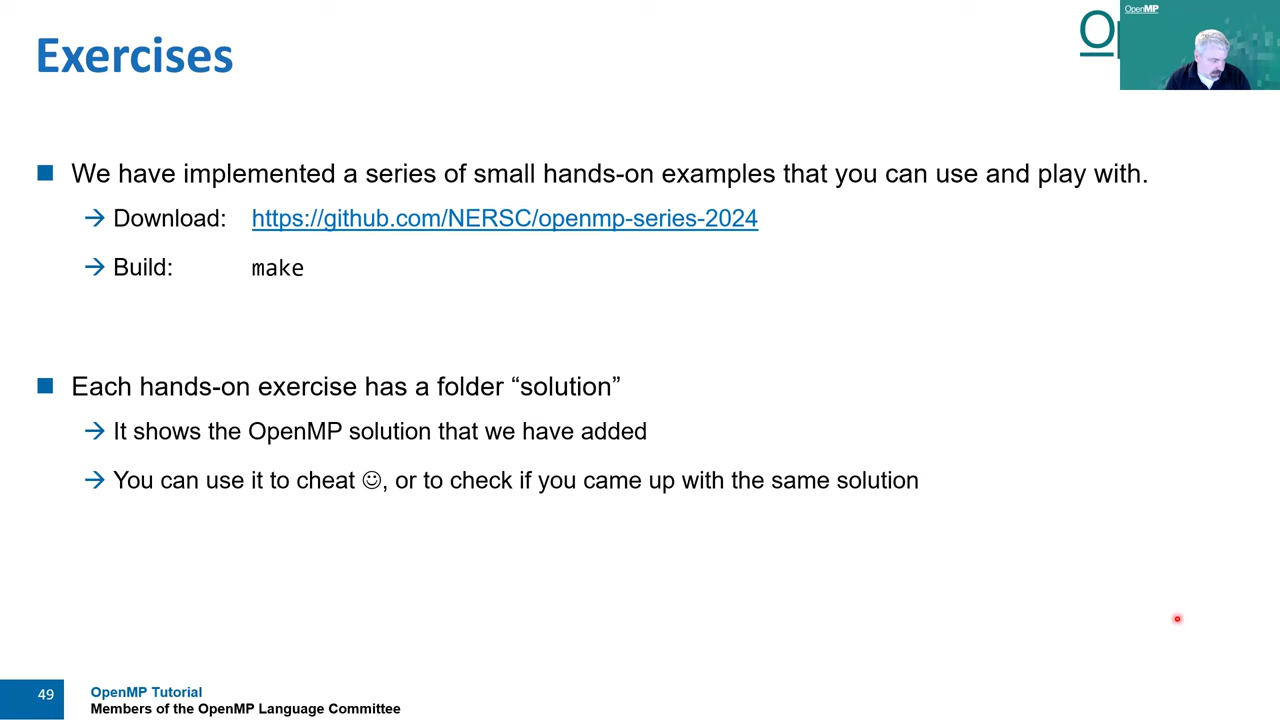 Exercises
OpenMP
We have implemented a series of small hands-on examples that you can use and play with.
→ Download: https://github.com/NERSC/openmp-series-2024
→ Build: make
Each hands-on exercise has a folder “solution”
→ It shows the OpenMP solution that we have added
→ You can use it to cheat ☺, or to check if you came up with the same solution
49
OpenMP Tutorial
Members of the OpenMP Language Committee